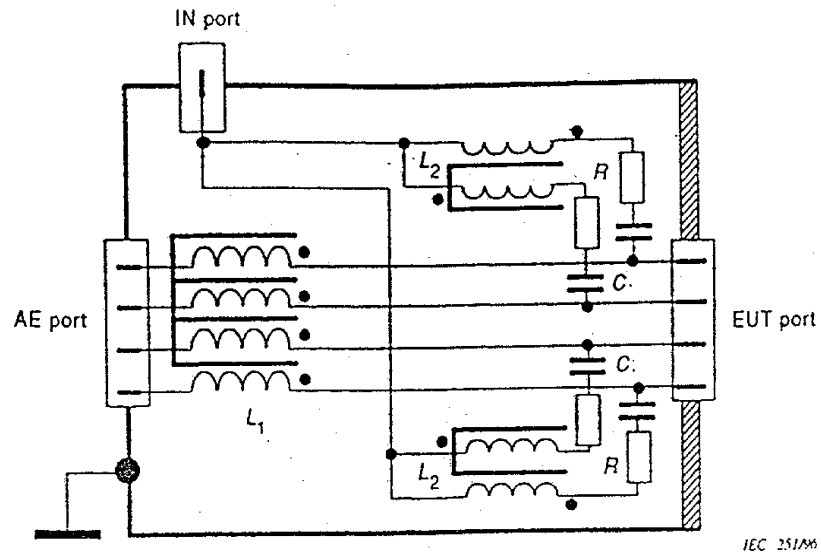 IN port
L2
R
AE port
C
EUT port
C
L1
L2
R
IEC 251/96